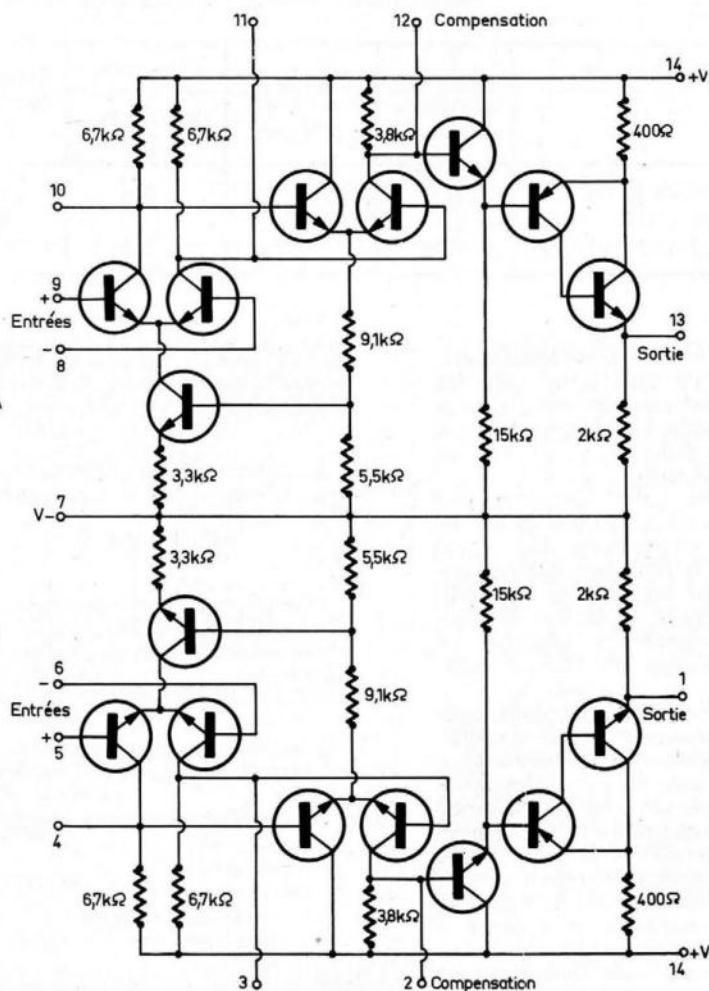 11
12 Compensation
14
+V
6,7kΩ
6,7kΩ
3,8kΩ
400Ω
10
9
+
Entrées
-
8
9,1kΩ
13
Sortie
3,3kΩ
5,5kΩ
15kΩ
2kΩ
V- 7
3,3kΩ
5,5kΩ
15kΩ
2kΩ
6
-
Entrées
+
5
9,1kΩ
1
Sortie
4
6,7kΩ
6,7kΩ
3,8kΩ
400Ω
+V
14
3
2 Compensation